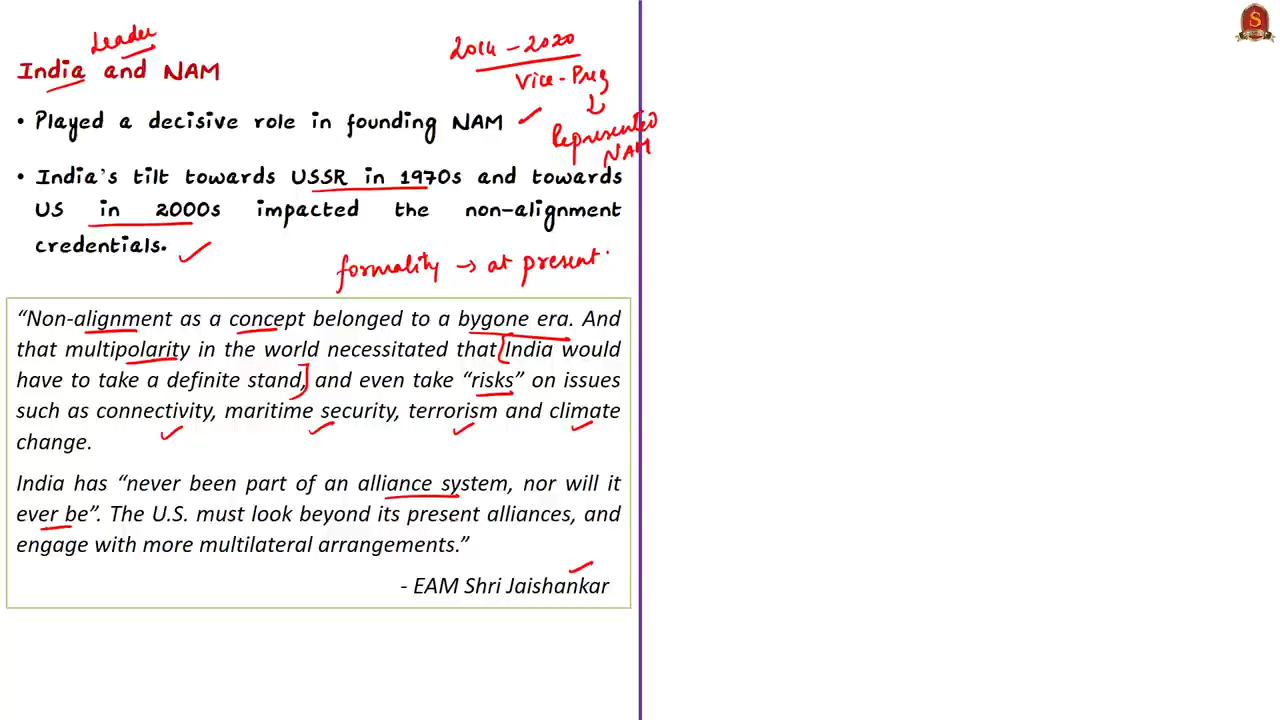 Leader
India and NAM
2014 - 2020
Vice - Prez
Represented
NAM
• Played a decisive role in founding NAM
• India's tilt towards USSR in 1970s and towards
US in 2000s impacted the non-alignment
credentials.
formality → at present.
“Non-alignment as a concept belonged to a bygone era. And
that multipolarity in the world necessitated that India would
have to take a definite stand, and even take “risks” on issues
such as connectivity, maritime security, terrorism and climate
change.
India has “never been part of an alliance system, nor will it
ever be”. The U.S. must look beyond its present alliances, and
engage with more multilateral arrangements.”
- EAM Shri Jaishankar
S